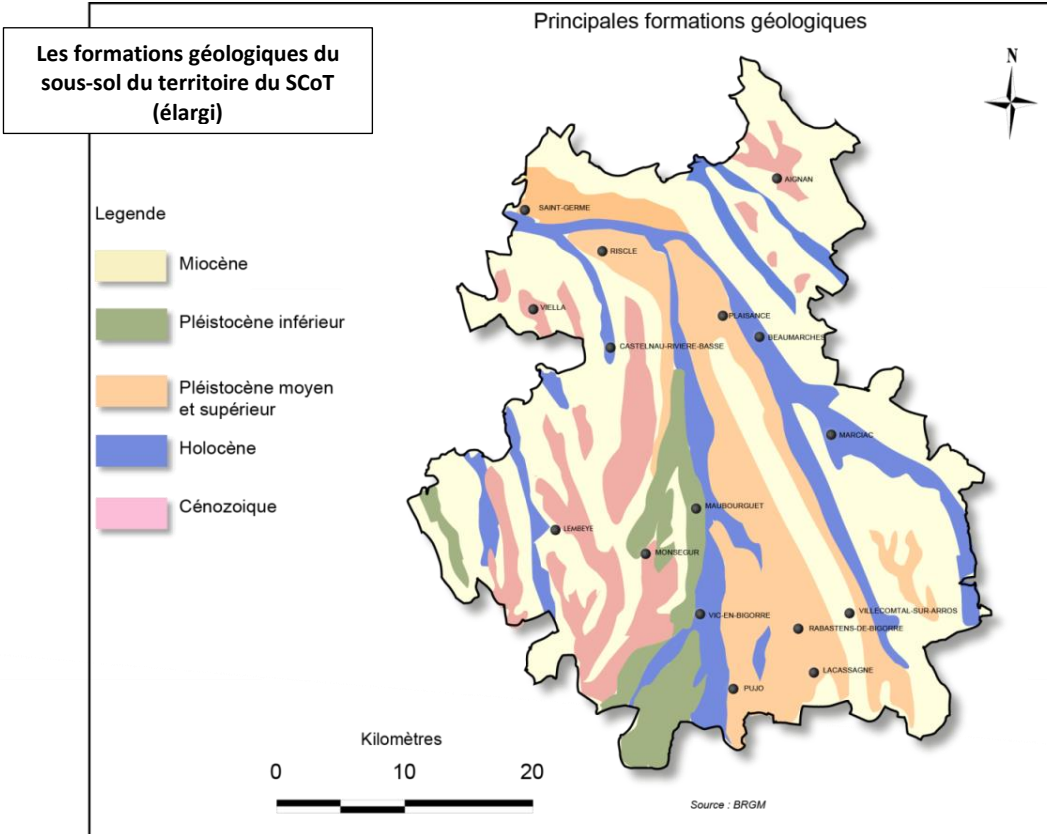 Principales formations géologiques
Les formations géologiques du
sous-sol du territoire du SCoT
(élargi)
N
Legende
Miocène
Pléistocène inférieur
Pléistocène moyen
et supérieur
Holocène
Cénozoique
AIGNAN
SAINT-GERME
RISCLE
VIELLA
PLAISANCE
BEAUMARCHES
CASTELNAU-RIVIERE-BASSE
MARCIAC
MAUBOURGUET
LEMBEYE
MONSEGUR
VIC-EN-BIGORRE
VILLECOMTAL-SUR-ARROS
RABASTENS-DE-BIGORRE
LACASSAGNE
PUJO
Kilomètres
0 10 20
Source : BRGM